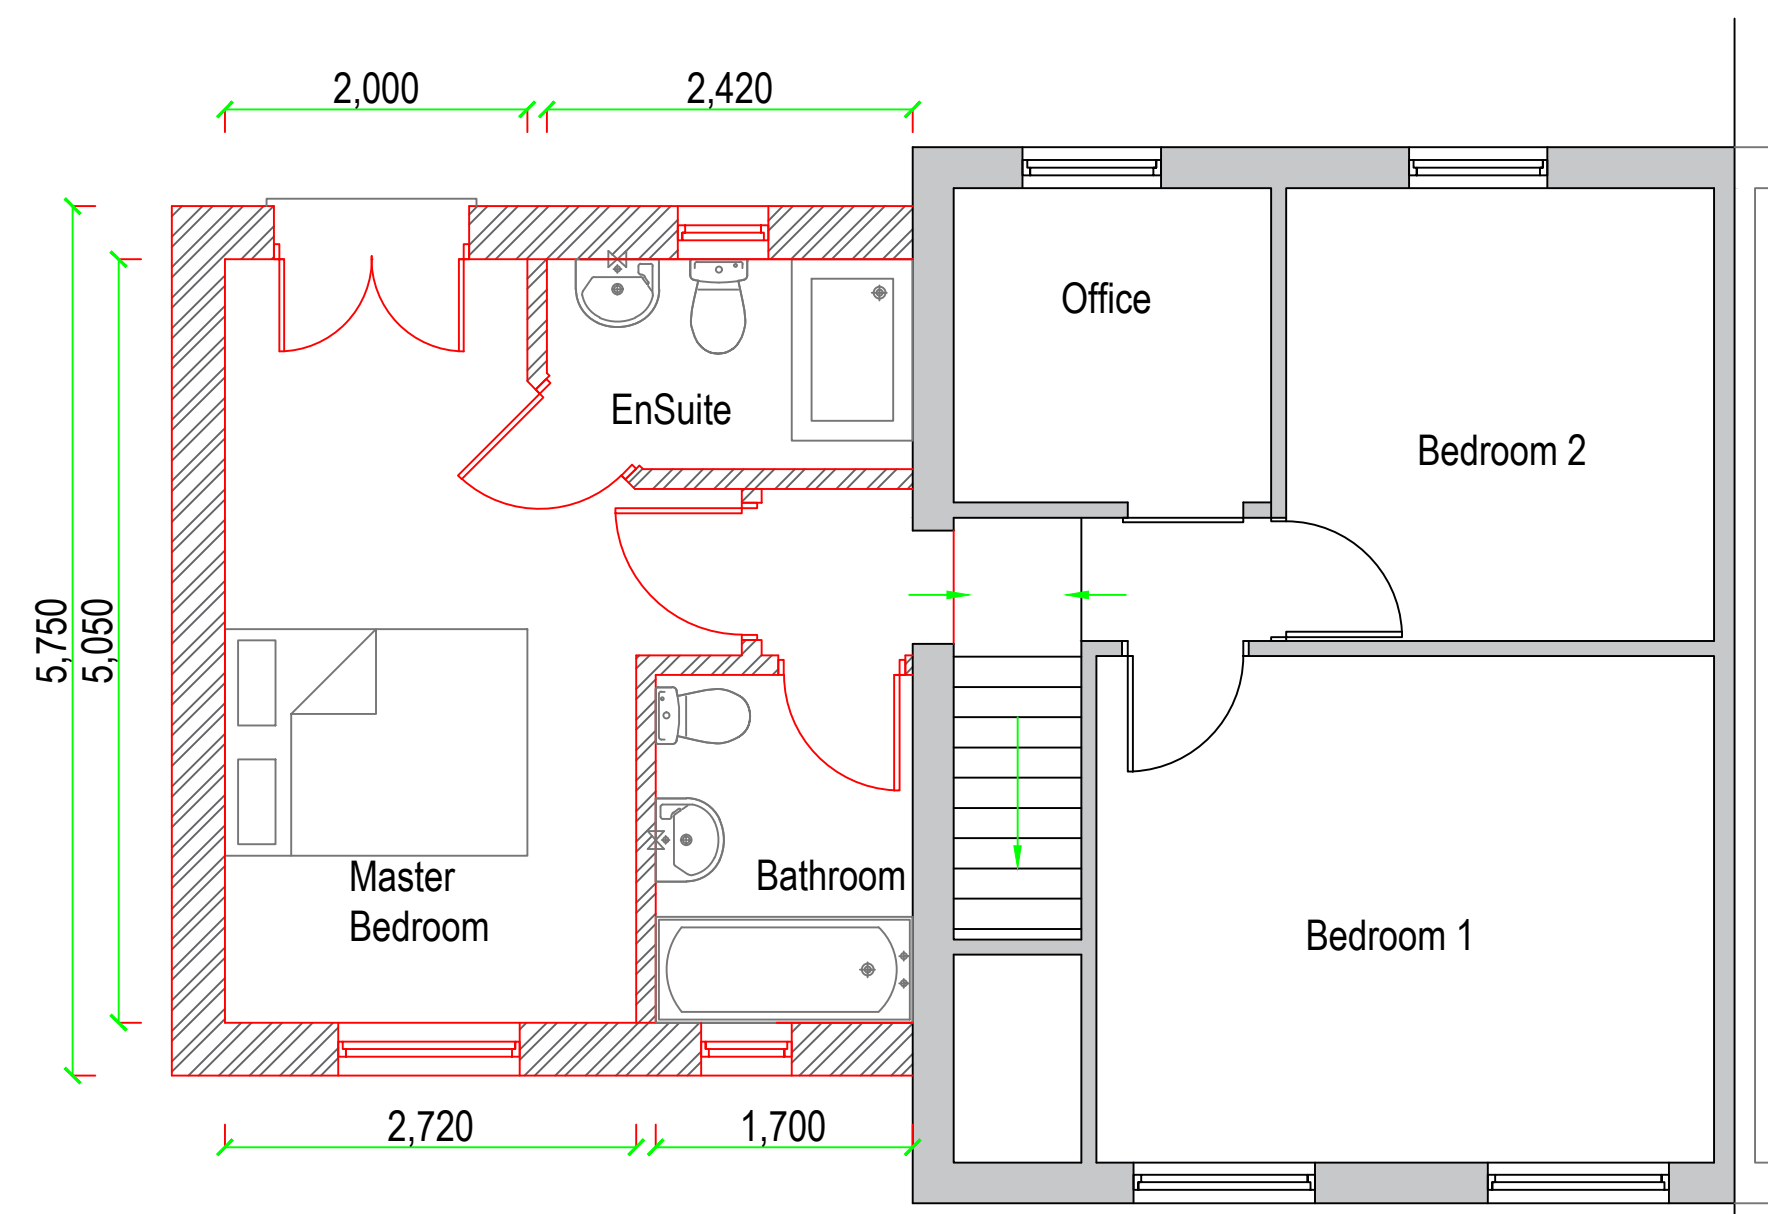 2,000
2,420
Office
EnSuite
Bedroom 2
5,750
5,050
Master
Bedroom
Bathroom
Bedroom 1
2,720
1,700